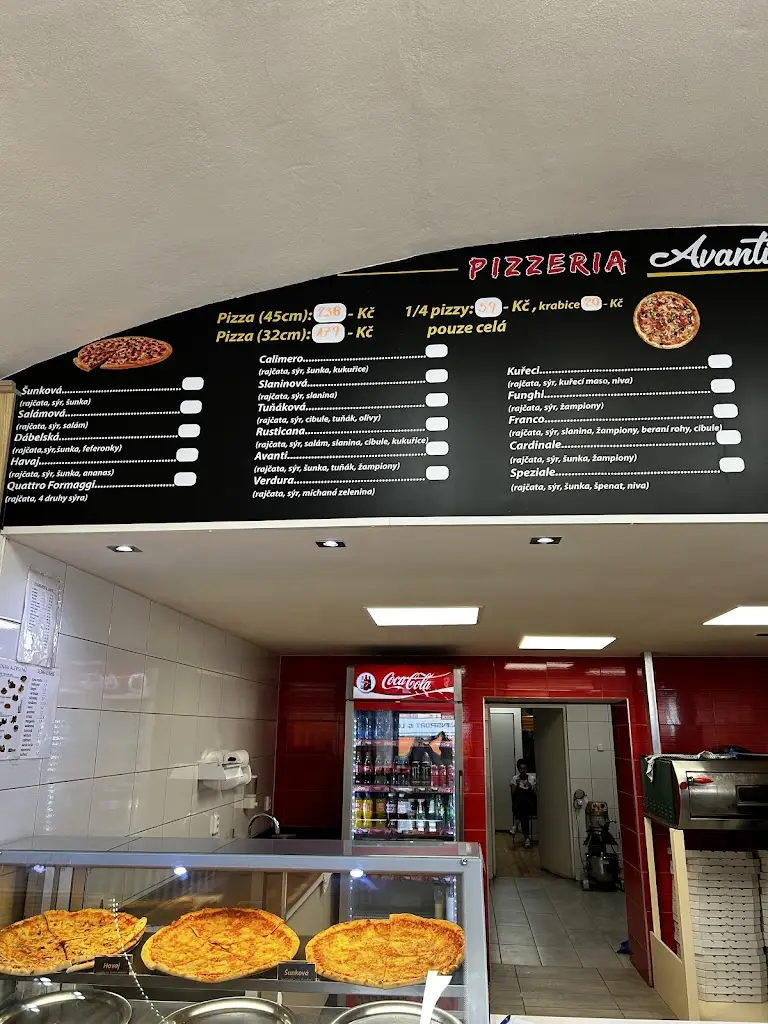 PIZZERIA Avanti
Pizza (45cm): 236 - Kč
Pizza (32cm): 179 - Kč
1/4 pizzy: 59 - Kč , krabice 20 - Kč
pouze celá
Šunková
(rajčata, sýr, šunka)
Salámová
(rajčata, sýr, salám)
Dábelská
(rajčata,sýr,šunka, feferonky)
Havaj
(rajčata, sýr, šunka, ananas)
Quattro Formaggi
(rajčata, 4 druhy sýra)
Calimero
(rajčata, sýr, šunka, kukuřice)
Slaninová
(rajčata, sýr, slanina)
Tuňáková
(rajčata, sýr, cibule, tuňák, olivy)
Rusticana
(rajčata, sýr, salám, slanina, cibule, kukuřice)
Avanti
(rajčata, sýr, šunka, tuňák, žampiony)
Verdura
(rajčata, sýr, míchand zelenina)
Kuřecí
(rajčata, sýr, kuřecí maso, niva)
Funghi
(rajčata, sýr, žampiony)
Franco
(rajčata, sýr, slanina, žampiony, beraní rohy, cibule)
Cardinale
(rajčata, sýr, šunka, žampiony)
Speziale
(rajčata, sýr, šunka, špenat, niva)
Coca-Cola
Havaj
Šunková